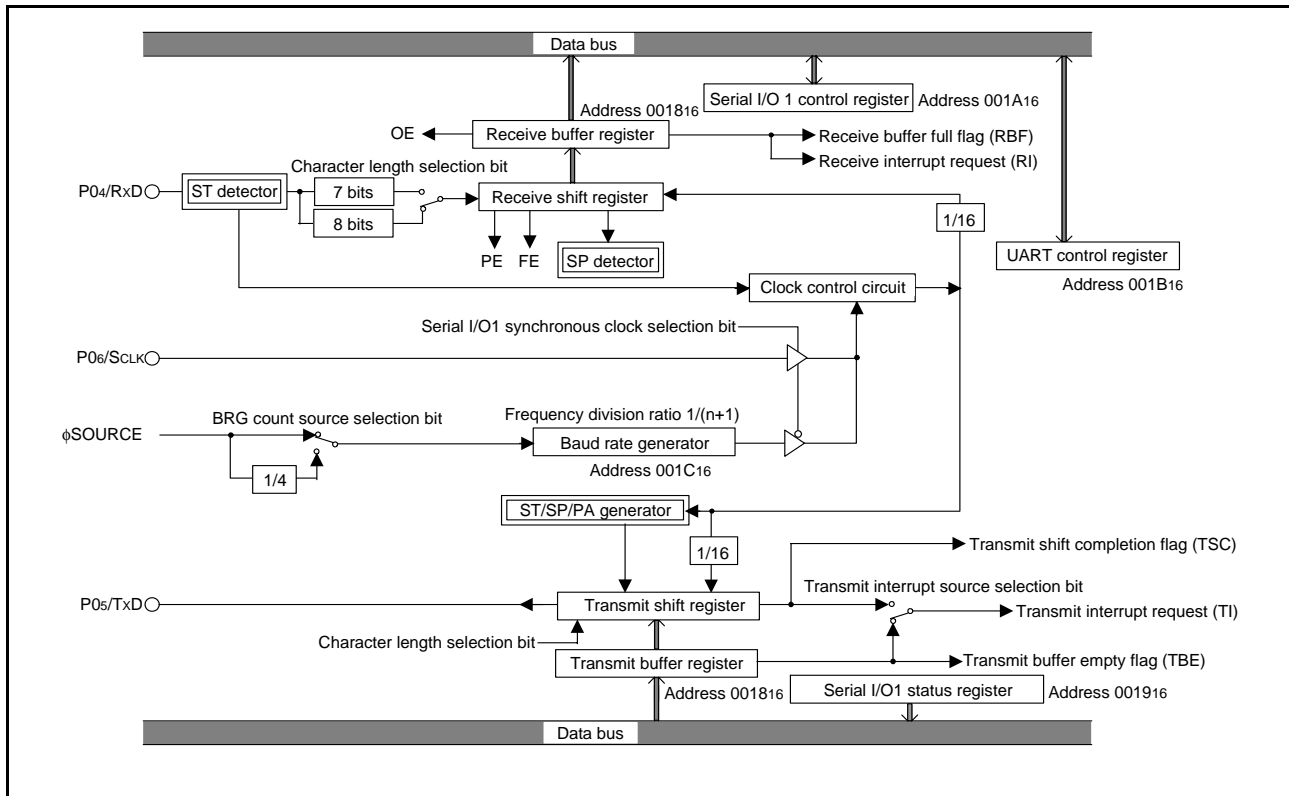 Data bus
Serial I/O 1 control register Address 001A16
Address 001816
OE Receive buffer register Receive buffer full flag (RBF)
Receive interrupt request (RI)
Character length selection bit
P04/RXD ST detector 7 bits Receive shift register
8 bits
1/16
PE FE SP detector
UART control register
Address 001B16
Clock control circuit
Serial I/O1 synchronous clock selection bit
P06/SCLK
BRG count source selection bit Frequency division ratio 1/(n+1)
φSOURCE Baud rate generator
1/4 Address 001C16
ST/SP/PA generator
1/16 Transmit shift completion flag (TSC)
Transmit interrupt source selection bit
P05/TXD Transmit shift register Transmit interrupt request (TI)
Character length selection bit
Transmit buffer register Transmit buffer empty flag (TBE)
Address 001816 Serial I/O1 status register Address 001916
Data bus